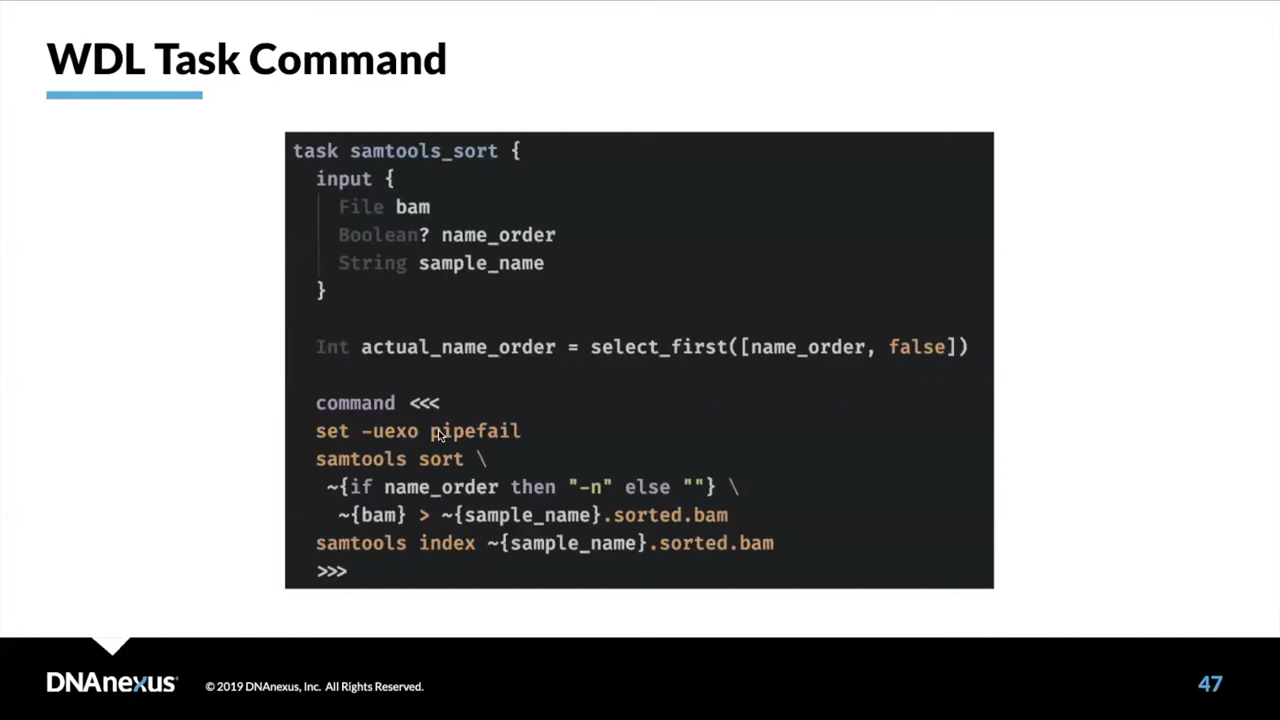 WDL Task Command
task samtools_sort {
input {
File bam
Boolean? name_order
String sample_name
}
Int actual_name_order = select_first([name_order, false])
command <<<
set -uexo pipefail
samtools sort \
~{if name_order then "-n" else ""} \
~{bam} > ~{sample_name}.sorted.bam
samtools index ~{sample_name}.sorted.bam
>>>
DNAnexus
© 2019 DNAnexus, Inc. All Rights Reserved.
47